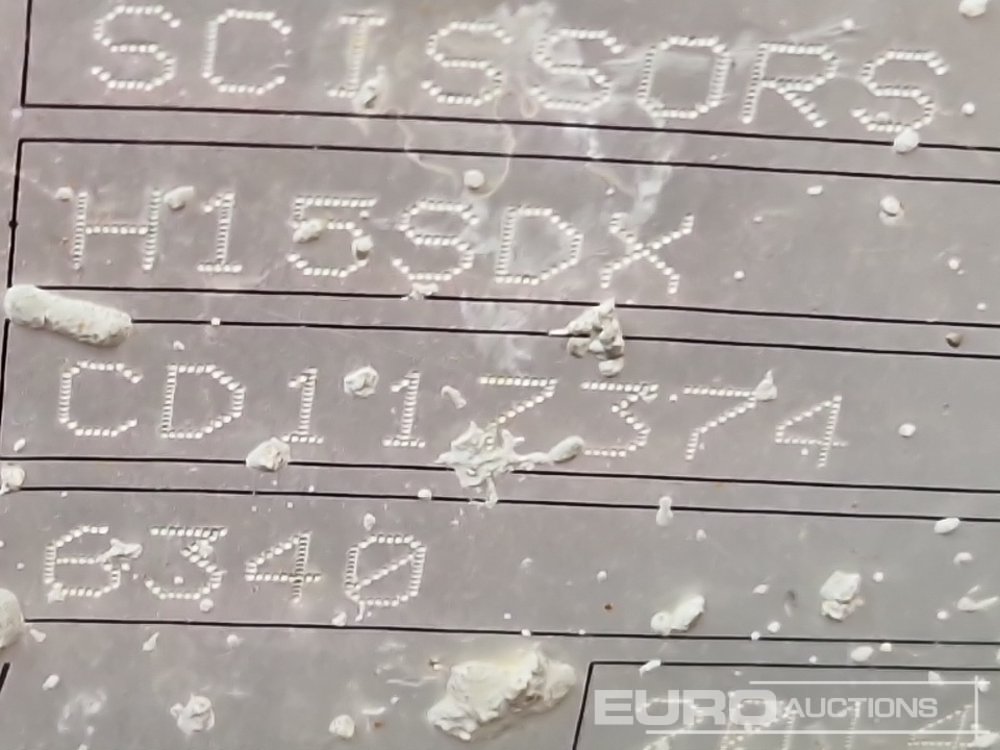 SCISSORS
H15SDX
CD117374
6340
EURO AUCTIONS